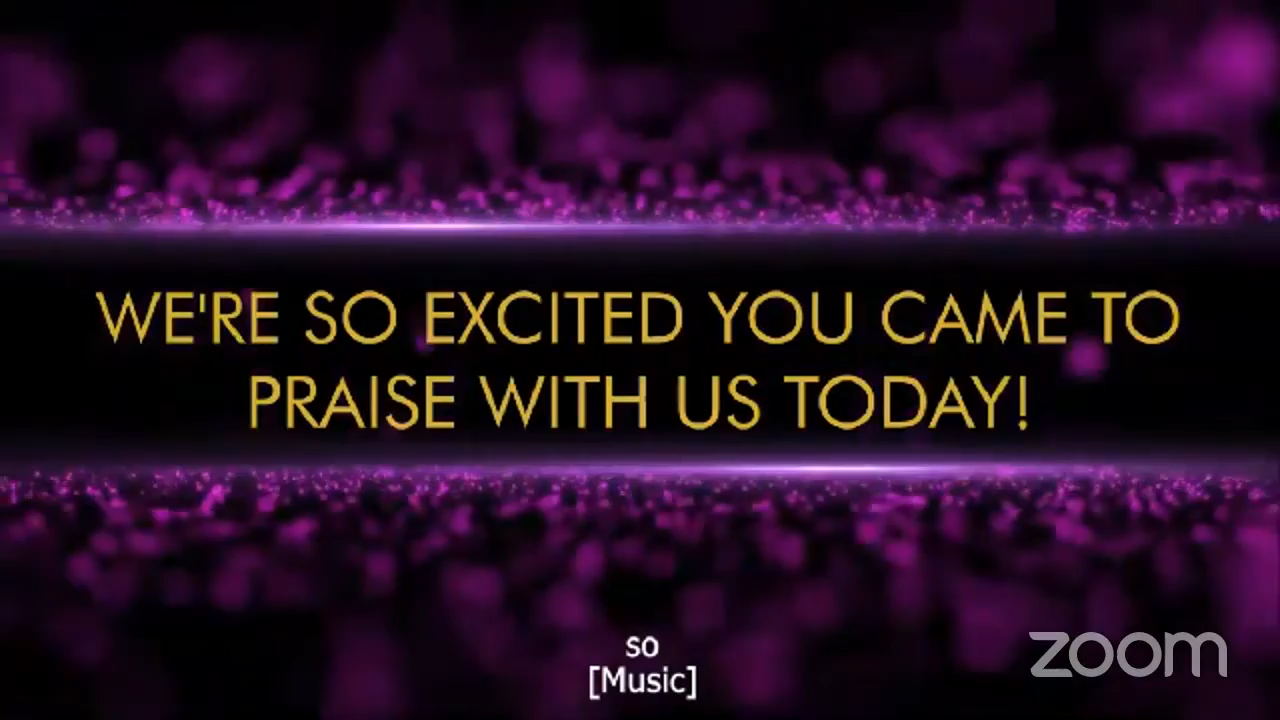 WE'RE SO EXCITED YOU CAME TO
PRAISE WITH US TODAY!
so
[Music]
zoom